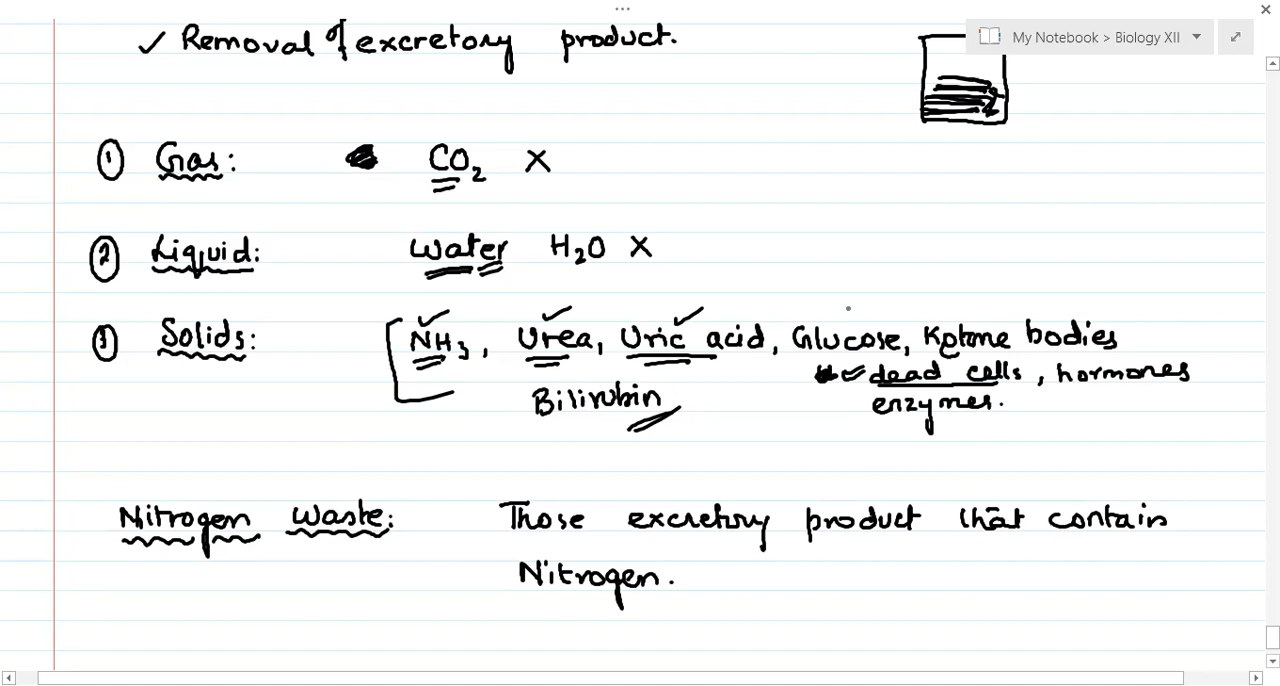 ...
✓ Removal of excretory product.
My Notebook > Biology XII
① Gas: CO₂ X
② Liquid: Water H₂O X
③ Solids: NH₃, Urea, Uric acid, Glucose, Ketone bodies
dead cells, hormones
Bilirubin enzymes.
Nitrogen Waste: Those excretory product that contain
Nitrogen.